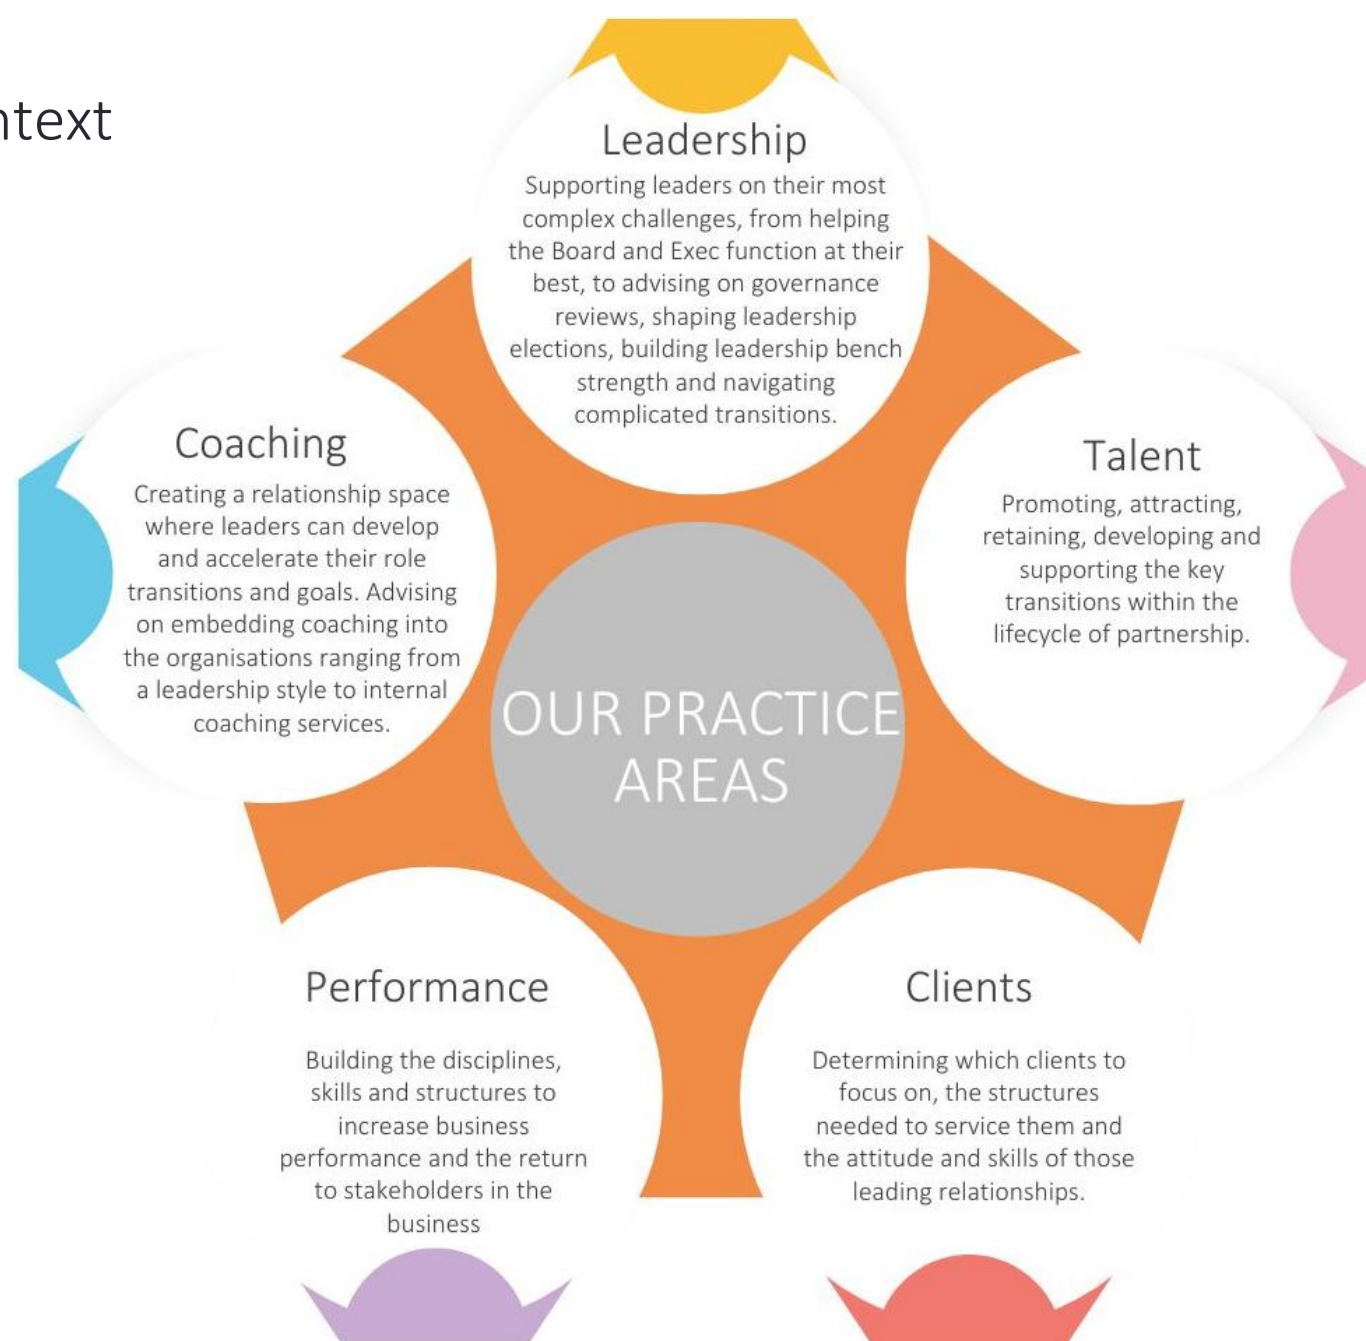 ntext
Leadership
Supporting leaders on their most
complex challenges, from helping
the Board and Exec function at their
best, to advising on governance
reviews, shaping leadership
elections, building leadership bench
strength and navigating
complicated transitions.
Coaching
Creating a relationship space
where leaders can develop
and accelerate their role
transitions and goals. Advising
on embedding coaching into
the organisations ranging from
a leadership style to internal
coaching services.
Talent
Promoting, attracting,
retaining, developing and
supporting the key
transitions within the
lifecycle of partnership.
OUR PRACTICE
AREAS
Performance
Building the disciplines,
skills and structures to
increase business
performance and the return
to stakeholders in the
business
Clients
Determining which clients to
focus on, the structures
needed to service them and
the attitude and skills of those
leading relationships.